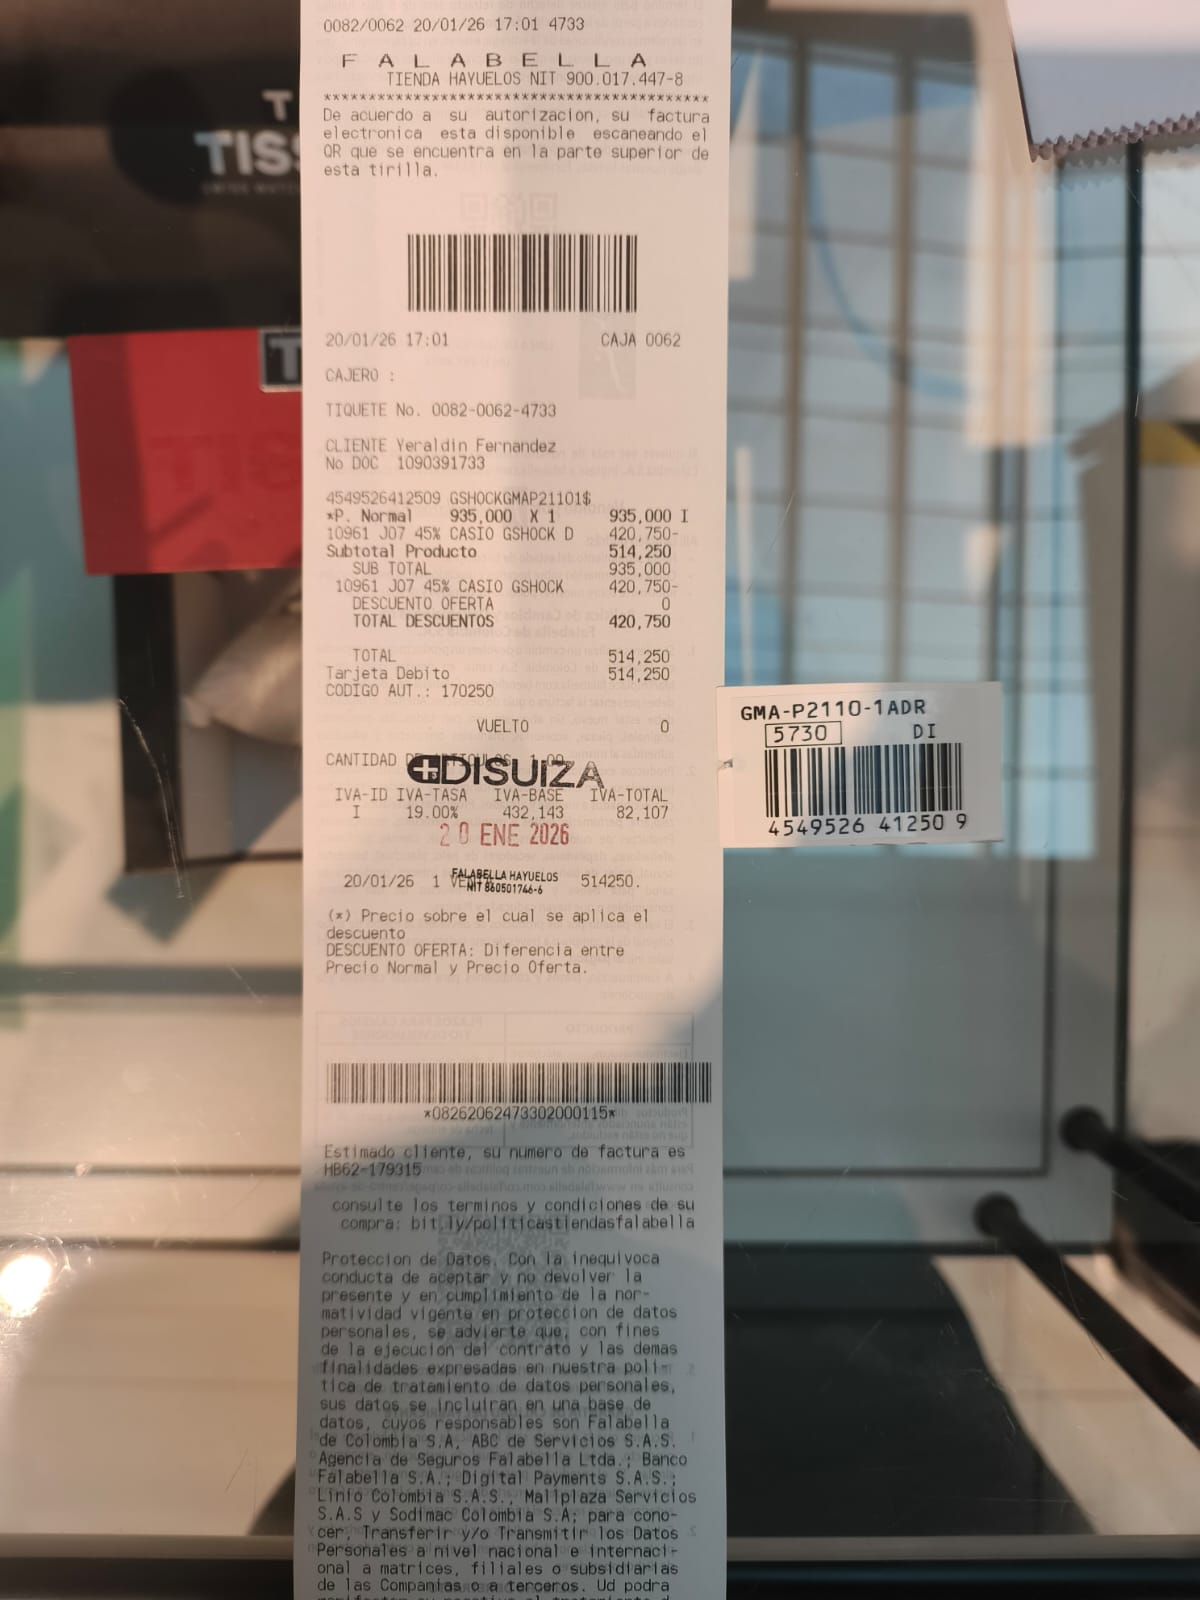 0082/0062 20/01/26 17:01 4733
F A L A B E L L A
TIENDA HAYUELOS NIT 900.017.447-8
*******************************************
De acuerdo a su autorizacion, su factura
electronica esta disponible escaneando el
QR que se encuentra en la parte superior de
esta tirilla.
T
TISS
20/01/26 17:01 CAJA 0062
CAJERO :
TIQUETE No. 0082-0062-4733
CLIENTE Yeraldin Fernandez
No DOC 1090391733
4549526412509 GSHOCKGMAP21101$
*P. Normal 935,000 X 1 935,000 I
10961 J07 45% CASIO GSHOCK D 420,750-
Subtotal Producto 514,250
SUB TOTAL 935,000
10961 J07 45% CASIO GSHOCK 420,750-
DESCUENTO OFERTA 0
TOTAL DESCUENTOS 420,750
TOTAL 514,250
Tarjeta Debito 514,250
CODIGO AUT.: 170250
VUELTO 0
CANTIDAD DE ARTICULOS 1.00
DISUIZA
IVA-ID IVA-TASA IVA-BASE IVA-TOTAL
I 19.00% 432,143 82,107
20 ENE 2026
FALABELLA HAYUELOS
NIT 860501746-6
20/01/26 1 514250.
(*) Precio sobre el cual se aplica el
descuento
DESCUENTO OFERTA: Diferencia entre
Precio Normal y Precio Oferta.
*08262062473302000115*
Estimado cliente, su numero de factura es
HB62-179315
consulte los terminos y condiciones de su
compra: bit.ly/politicastiendasfalabella
Proteccion de Datos. Con la inequivoca
conducta de aceptar y no devolver la
presente y en cumplimiento de la nor-
matividad vigente en proteccion de datos
personales, se advierte que, con fines
de la ejecucion del contrato y las demas
finalidades expresadas en nuestra poli-
tica de tratamiento de datos personales,
sus datos se incluiran en una base de
datos, cuyos responsables son Falabella
de Colombia S.A, ABC de Servicios S.A.S.
Agencia de Seguros Falabella Ltda.; Banco
Falabella S.A.; Digital Payments S.A.S.;
Linio Colombia S.A.S., Mallplaza Servicios
S.A.S y Sodimac Colombia S.A; para cono-
cer, Transferir y/o Transmitir los Datos
Personales a nivel nacional e internaci-
onal a matrices, filiales o subsidiarias
de las Companias o a terceros. Ud podra
GMA-P2110-1ADR
5730 DI
4549526 41250 9